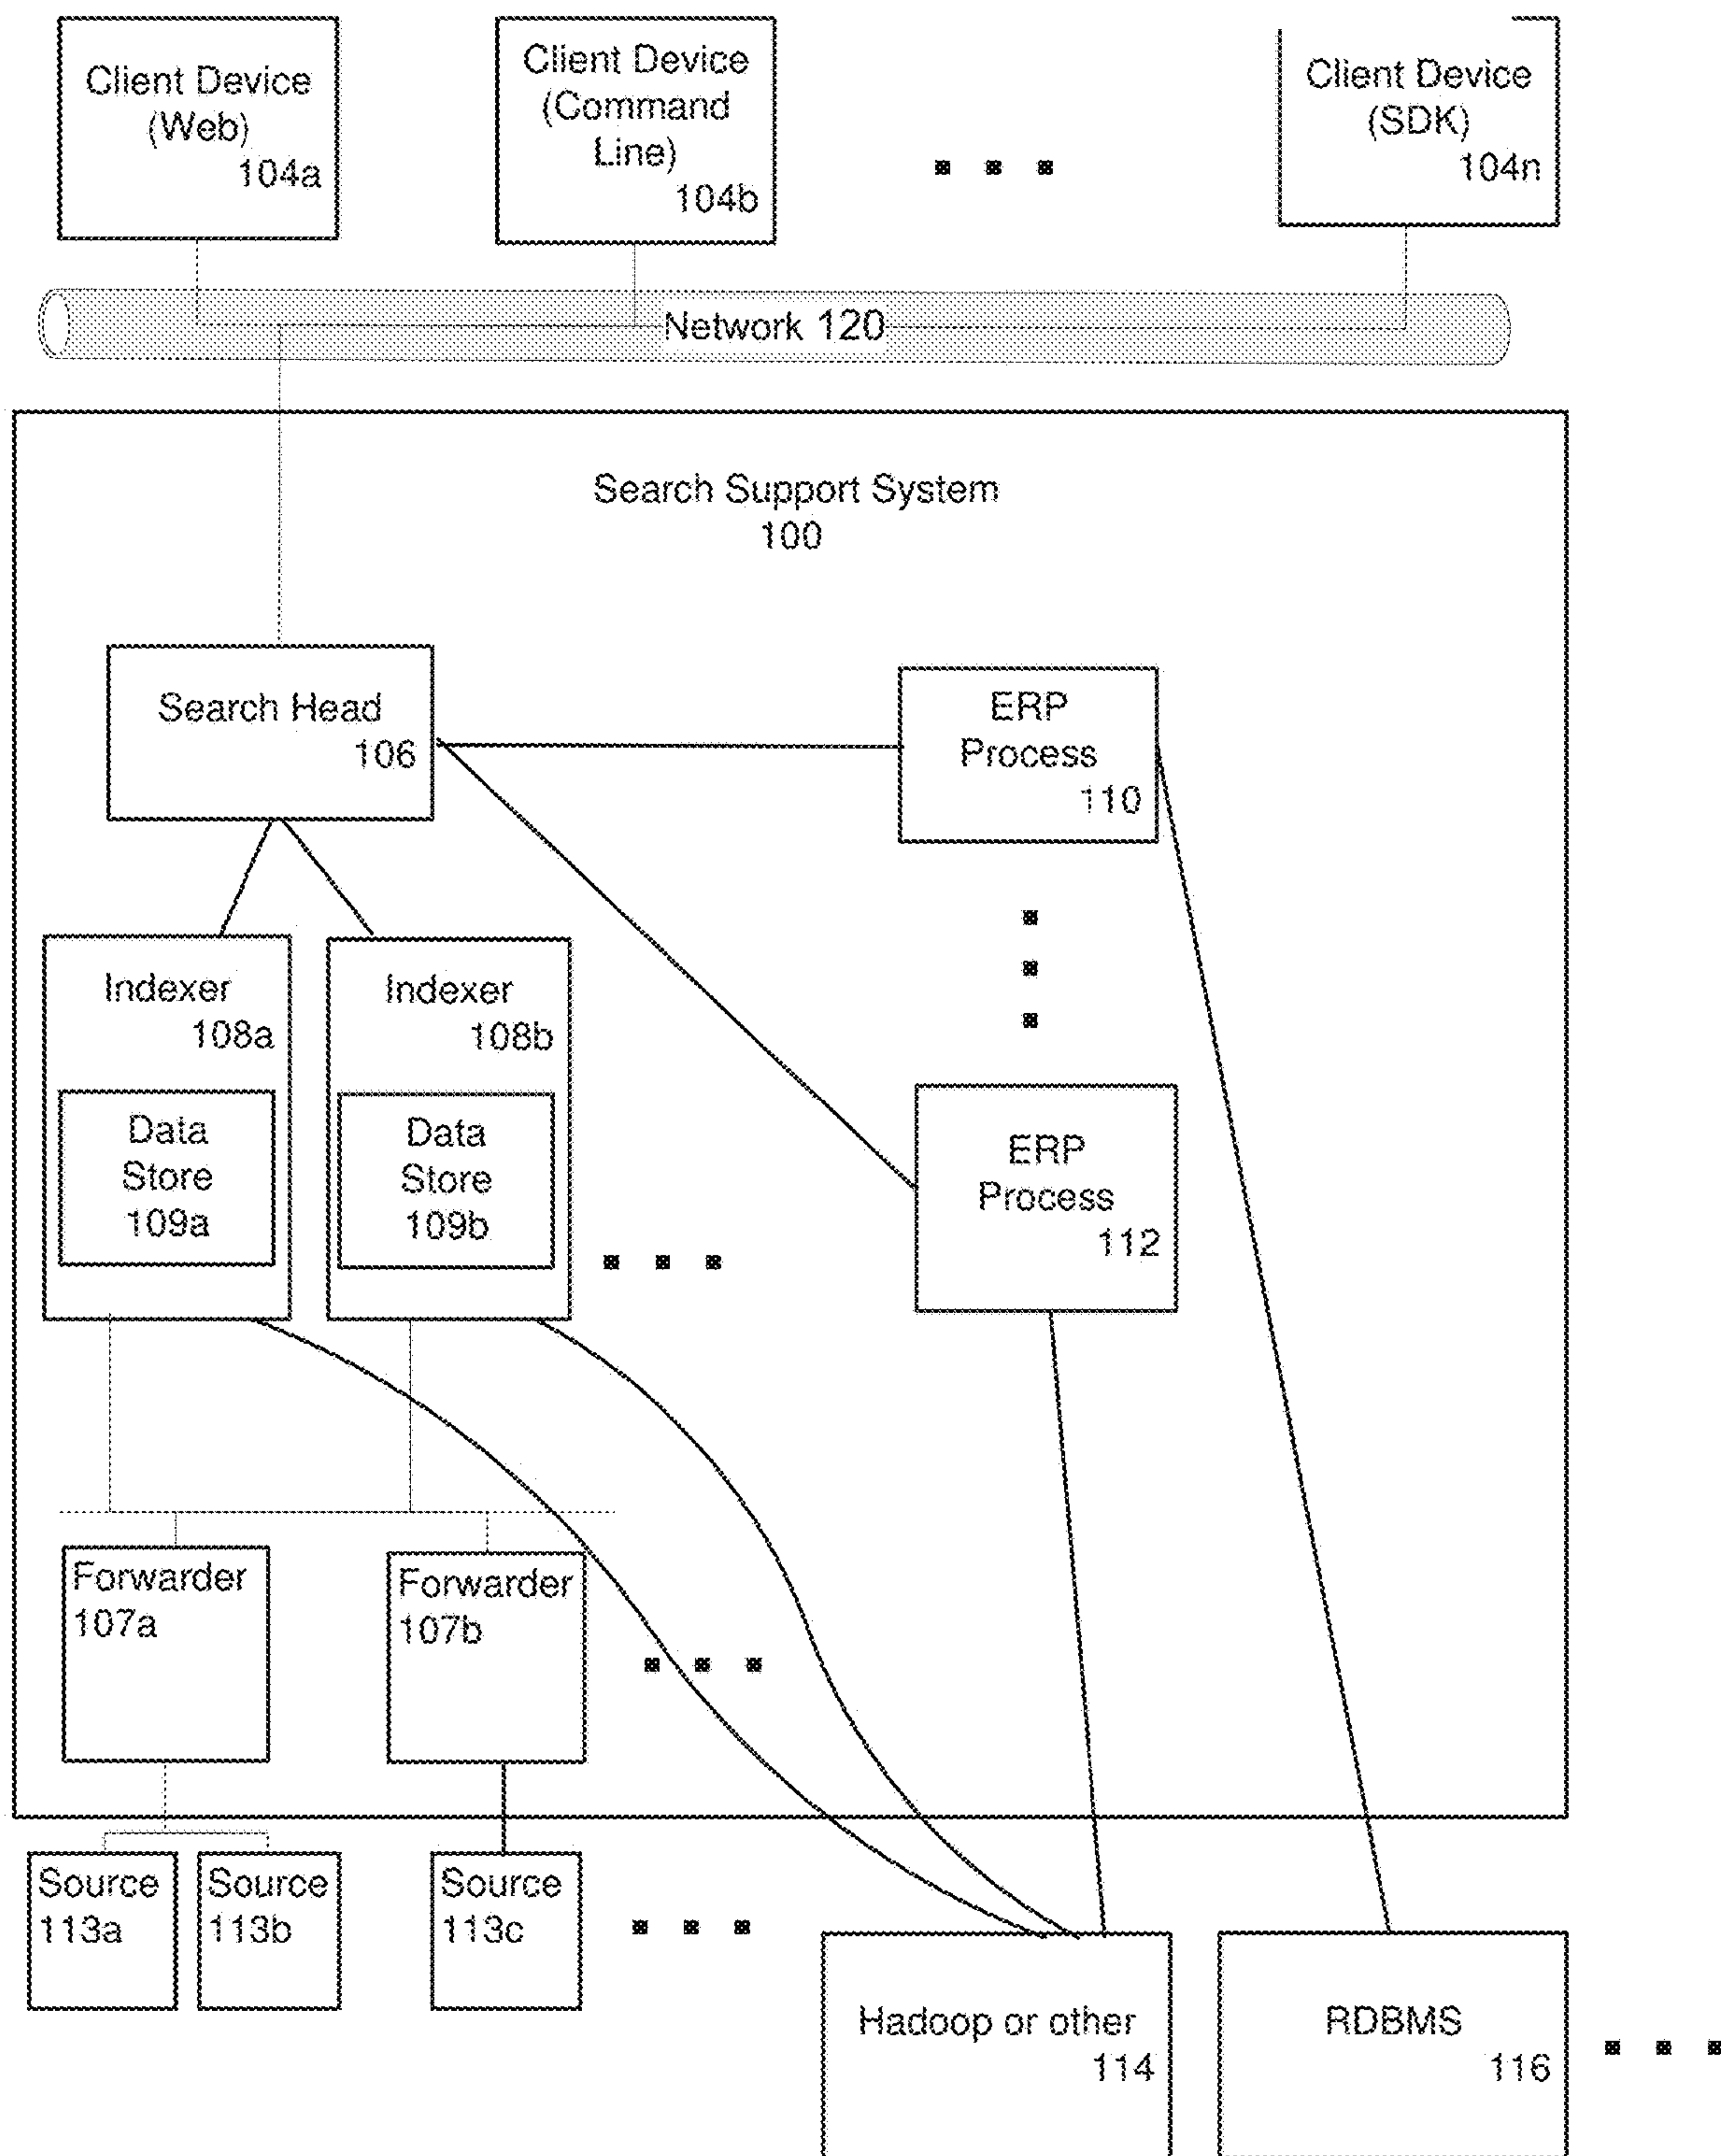 Client Device
(Web)
104a
Client Device
(Command
Line)
104b
Client Device
(SDK)
104n
Network 120
Search Support System
100
Search Head
106
ERP
Process
110
Indexer
108a
Data
Store
109a
Indexer
108b
Data
Store
109b
ERP
Process
112
Forwarder
107a
Forwarder
107b
Source
113a
Source
113b
Source
113c
Hadoop or other
114
RDBMS
116